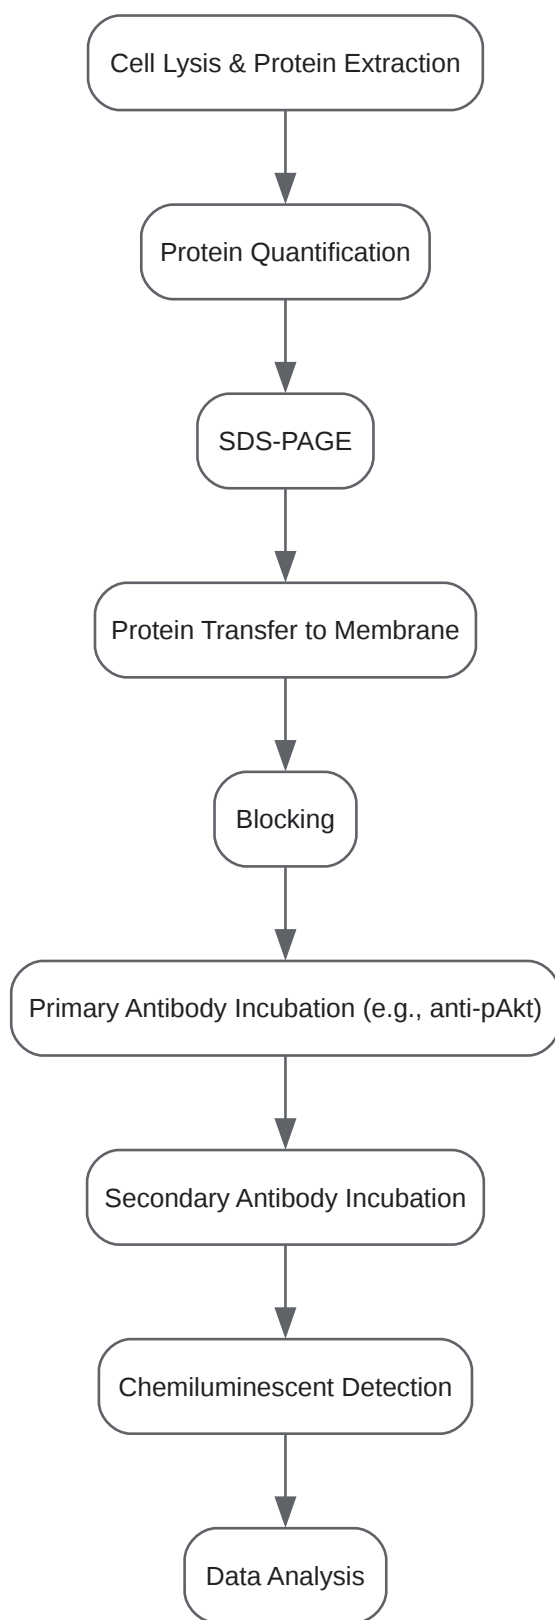 Cell Lysis & Protein Extraction
Protein Quantification
SDS-PAGE
Protein Transfer to Membrane
Blocking
Primary Antibody Incubation (e.g., anti-pAkt)
Secondary Antibody Incubation
Chemiluminescent Detection
Data Analysis